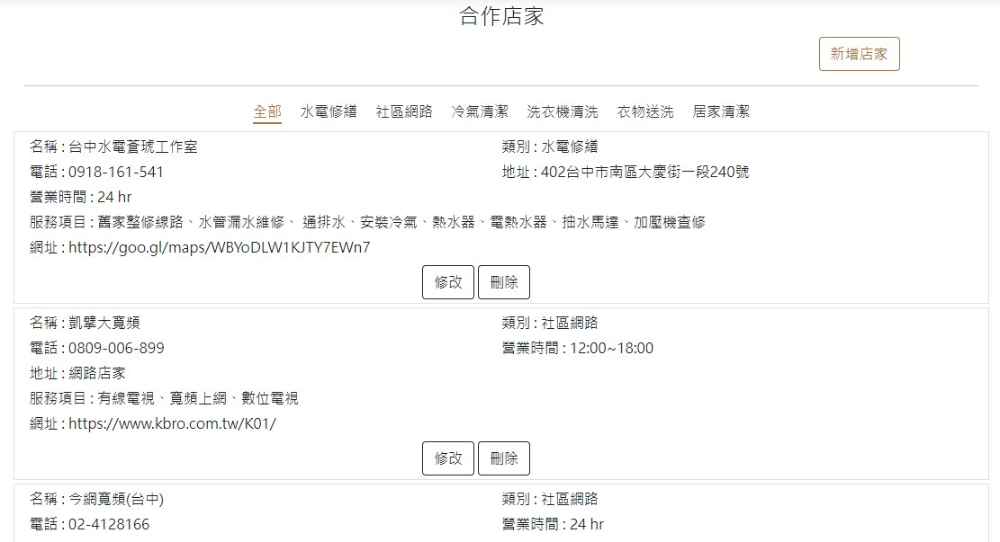 合作店家
新增店家
全部 水電修繕 社區網路 冷氣清潔 洗衣機清洗 衣物送洗 居家清潔
名稱 : 台中水電蒼琥工作室 類別 : 水電修繕
電話 : 0918-161-541 地址 : 402台中市南區大慶街一段240號
營業時間 : 24 hr
服務項目 : 舊家整修線路、水管漏水維修、 通排水、安裝冷氣、熱水器、電熱水器、抽水馬達、加壓機查修
網址 : https://goo.gl/maps/WBYoDLW1KJTY7EWn7
修改 刪除
名稱 : 凱擘大寬頻 類別 : 社區網路
電話 : 0809-006-899 營業時間 : 12:00~18:00
地址 : 網路店家
服務項目 : 有線電視、寬頻上網、數位電視
網址 : https://www.kbro.com.tw/K01/
修改 刪除
名稱 : 今網寬頻(台中) 類別 : 社區網路
電話 : 02-4128166 營業時間 : 24 hr